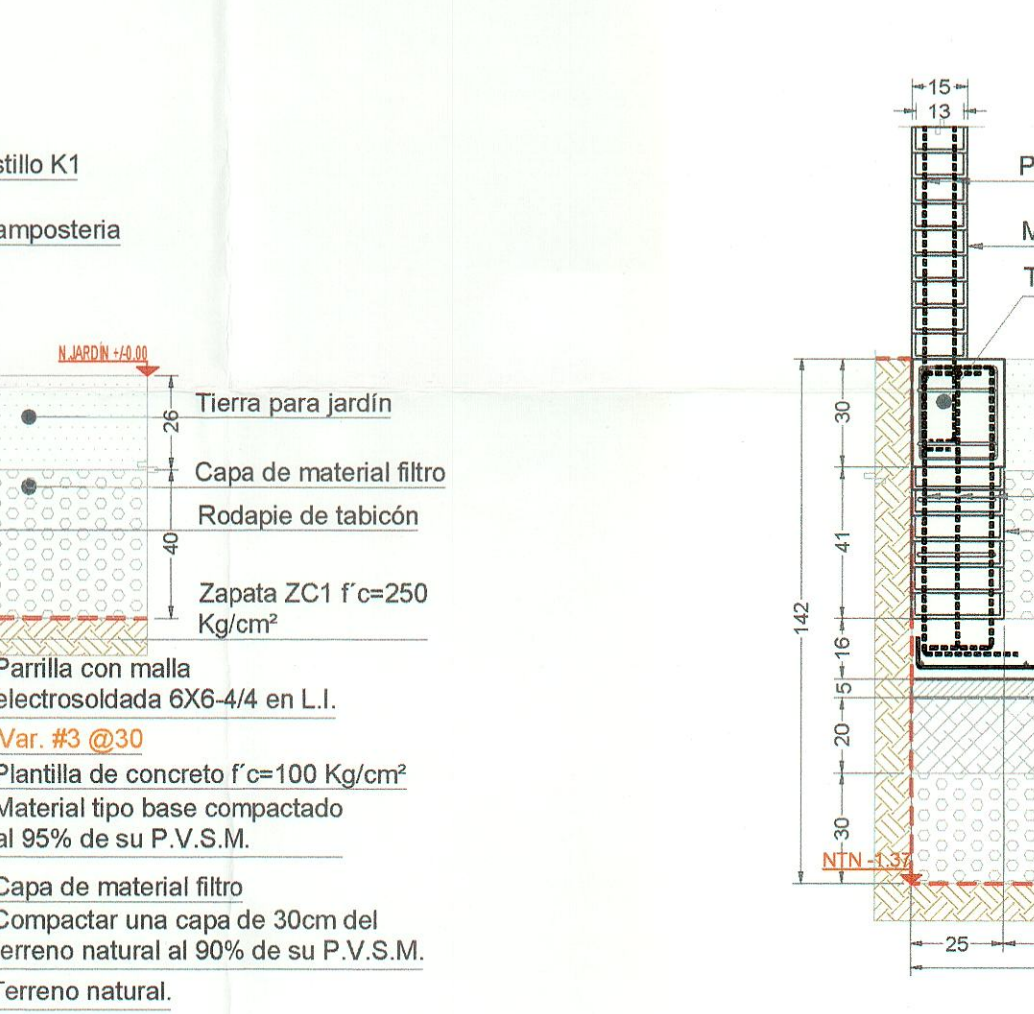 stillo K1
amposteria
N.JARDÍN +/-0.00
26
Tierra para jardín
Capa de material filtro
Rodapie de tabicón
40
Zapata ZC1 f´c=250
Kg/cm²
Parrilla con malla
electrosoldada 6X6-4/4 en L.I.
Var. #3 @30
Plantilla de concreto f´c=100 Kg/cm²
Material tipo base compactado
al 95% de su P.V.S.M.
Capa de material filtro
Compactar una capa de 30cm del
terreno natural al 90% de su P.V.S.M.
Terreno natural.
15
13
P
M
T
30
41
142
16
5
20
30
NTN -1.37
25